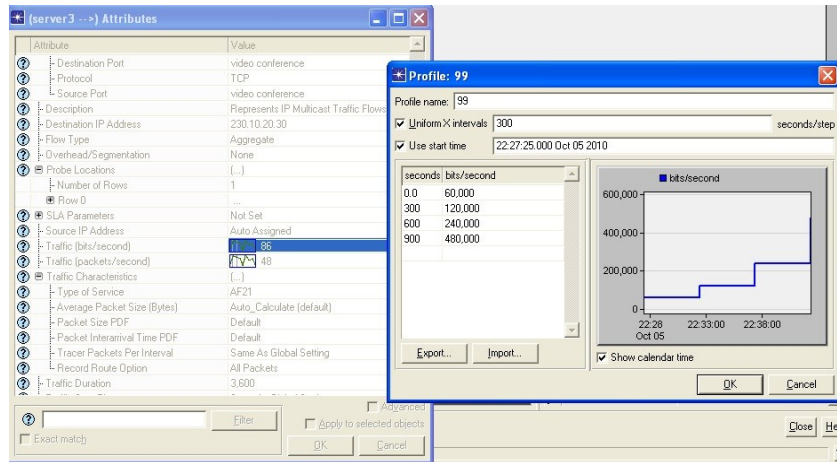 (server3 -->) Attributes
Attribute Value
Destination Port video conference
Protocol TCP
Source Port video conference
Description Represents IP Multicast Traffic Flows
Destination IP Address 230.10.20.30
Flow Type Aggregate
Overhead/Segmentation None
Probe Locations (...)
Number of Rows 1
Row 0 ...
SLA Parameters Not Set
Source IP Address Auto Assigned
Traffic (bits/second) 86
Traffic (packets/second) 48
Traffic Characteristics (...)
Type of Service AF21
Average Packet Size (Bytes) Auto_Calculate (default)
Packet Size PDF Default
Packet Interarrival Time PDF Default
Tracer Packets Per Interval Same As Global Setting
Record Route Option All Packets
Traffic Duration 3,600
Advanced
Filter
Apply to selected objects
Exact match
OK Cancel
Profile: 99
Profile name: 99
Uniform X intervals 300 seconds/step
Use start time 22:27:25.000 Oct 05 2010
seconds bits/second
0.0 60,000
300 120,000
600 240,000
900 480,000
Export... Import...
bits/second
600,000
400,000
200,000
0
22:28 22:33:00 22:38:00
Oct 05
Show calendar time
OK Cancel
Close